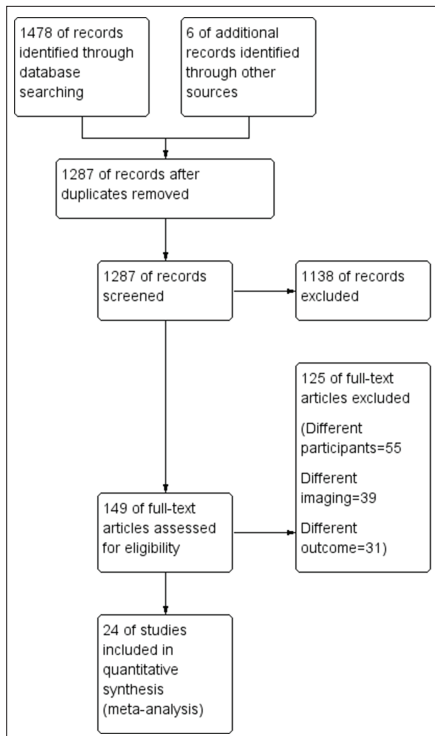 1478 of records
identified through
database
searching
6 of additional
records identified
through other
sources
1287 of records after
duplicates removed
1287 of records
screened
1138 of records
excluded
125 of full-text
articles excluded
(Different
participants=55
Different
imaging=39
Different
outcome=31)
149 of full-text
articles assessed
for eligibility
24 of studies
included in
quantitative
synthesis
(meta-analysis)